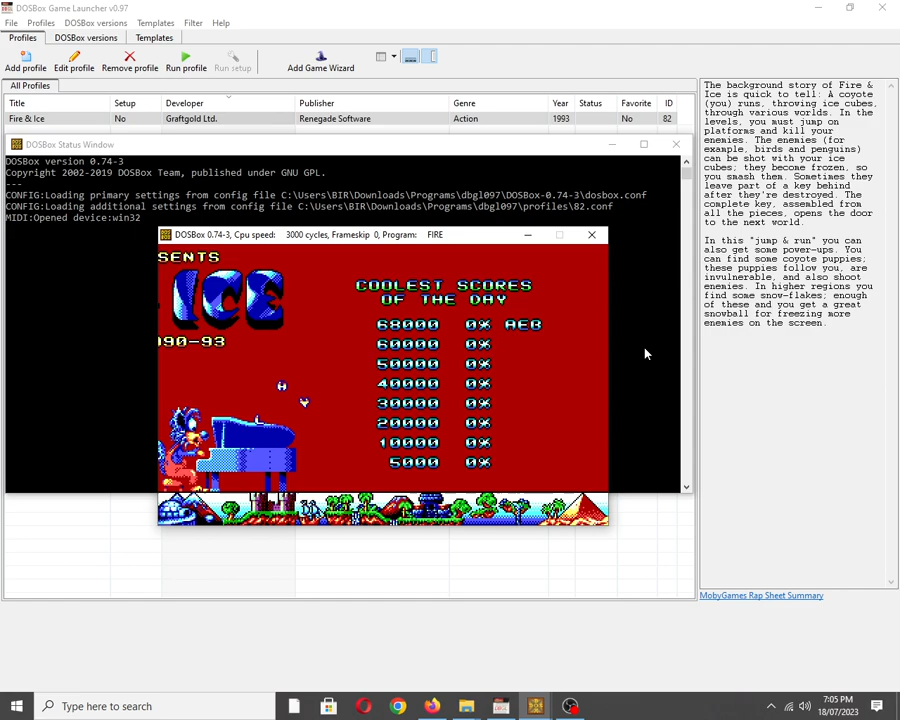 DOSBox Game Launcher v0.97
File Profiles DOSBox versions Templates Filter Help
Profiles DOSBox versions Templates
Add profile Edit profile Remove profile Run profile Run setup Add Game Wizard
All Profiles
Title Setup Developer Publisher Genre Year Status Favorite ID
Fire & Ice No Graftgold Ltd. Renegade Software Action 1993 No 82
DOSBox Status Window
DOSBox version 0.74-3
Copyright 2002-2019 DOSBox Team, published under GNU GPL.
---
CONFIG:Loading primary settings from config file C:\Users\BIR\Downloads\Programs\dbgl097\DOSBox-0.74-3\dosbox.conf
CONFIG:Loading additional settings from config file C:\Users\BIR\Downloads\Programs\dbgl097\profiles\82.conf
MIDI:Opened device:win32
DOSBox 0.74-3, Cpu speed: 3000 cycles, Frameskip 0, Program: FIRE
SENTS
ICE
990-93
COOLEST SCORES
OF THE DAY
68000 0% AEB
60000 0%
50000 0%
40000 0%
30000 0%
20000 0%
10000 0%
5000 0%
The background story of Fire &
Ice is quick to tell: A coyote
(you) runs, throwing ice cubes,
through various worlds. In the
levels, you must jump on
platforms and kill your
enemies. The enemies (for
example, birds and penguins)
can be shot with your ice
cubes; they become frozen, so
you smash them. Sometimes they
leave part of a key behind
after they're destroyed. The
complete key, assembled from
all the pieces, opens the door
to the next world.
In this "jump & run" you can
also get some power-ups. You
can find some coyote puppies;
these puppies follow you, are
invulnerable, and also shoot
enemies. In higher regions you
find some snow-flakes; enough
of these and you get a great
snowball for freezing more
enemies on the screen.
MobyGames Rap Sheet Summary
Type here to search
7:05 PM
18/07/2023